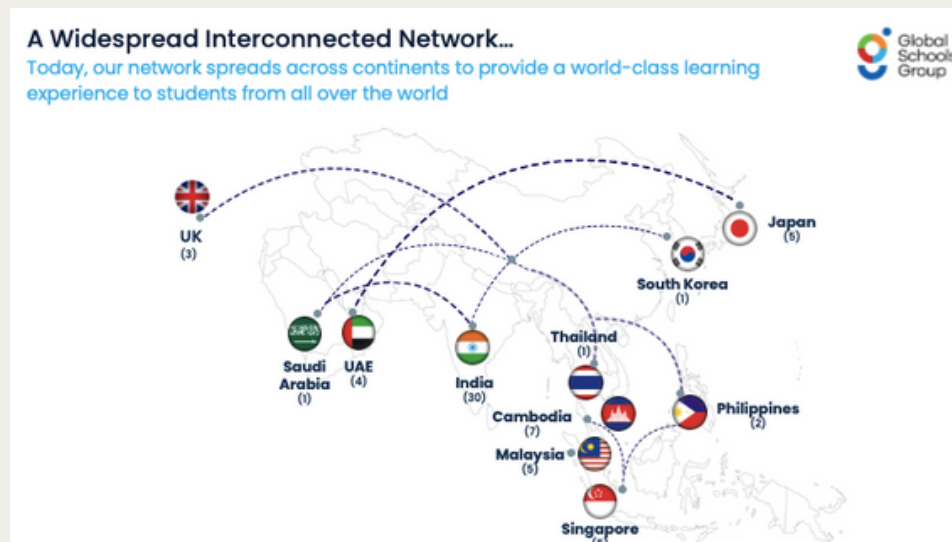 A Widespread Interconnected Network...
Today, our network spreads across continents to provide a world-class learning
experience to students from all over the world
Global
Schools
Group
UK
(3)
Japan
(5)
South Korea
(1)
Saudi
Arabia
(1)
UAE
(4)
India
(30)
Thailand
(1)
Cambodia
(7)
Philippines
(2)
Malaysia
(5)
Singapore